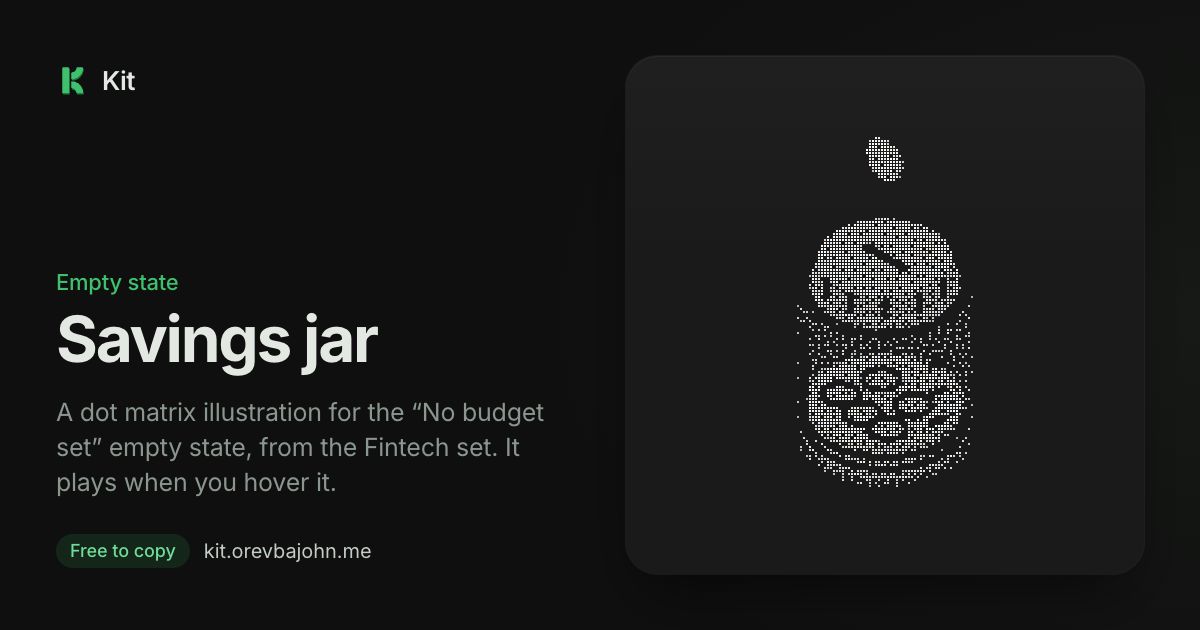 Kit
Empty state
Savings jar
A dot matrix illustration for the “No budget
set” empty state, from the Fintech set. It
plays when you hover it.
Free to copy
kit.orevbajohn.me